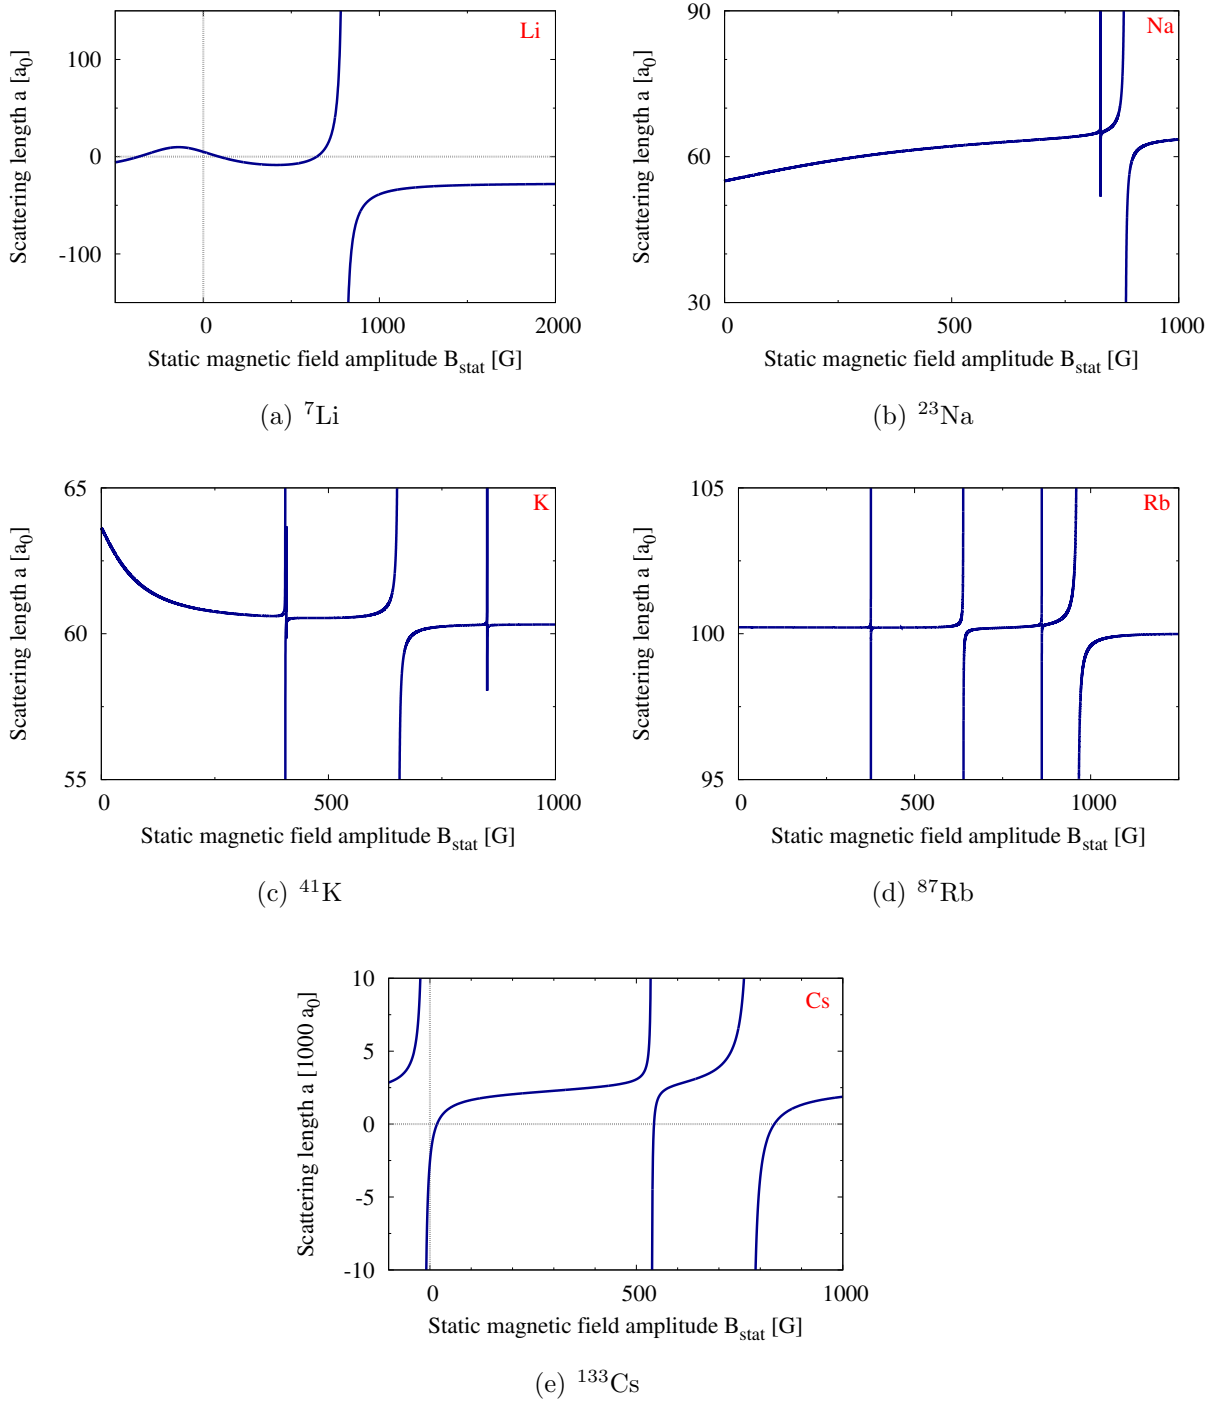 Scattering length a [a0]
100
0
-100
Li
0
1000
2000
Static magnetic field amplitude Bstat [G]
(a) ⁷Li
Scattering length a [a0]
90
60
30
Na
0
500
1000
Static magnetic field amplitude Bstat [G]
(b) ²³Na
Scattering length a [a0]
65
60
55
K
0
500
1000
Static magnetic field amplitude Bstat [G]
(c) ⁴¹K
Scattering length a [a0]
105
100
95
Rb
0
500
1000
Static magnetic field amplitude Bstat [G]
(d) ⁸⁷Rb
Scattering length a [1000 a0]
10
5
0
-5
-10
Cs
0
500
1000
Static magnetic field amplitude Bstat [G]
(e) ¹³³Cs